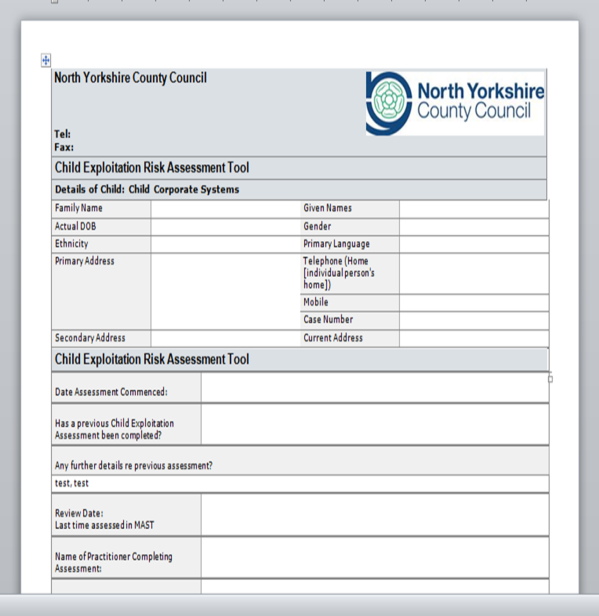 North Yorkshire County Council
North Yorkshire
County Council
Tel:
Fax:
Child Exploitation Risk Assessment Tool
Details of Child: Child Corporate Systems
Family Name Given Names
Actual DOB Gender
Ethnicity Primary Language
Primary Address Telephone (Home
[individual person's
home])
Mobile
Case Number
Secondary Address Current Address
Child Exploitation Risk Assessment Tool
Date Assessment Commenced:
Has a previous Child Exploitation
Assessment been completed?
Any further details re previous assessment?
test, test
Review Date:
Last time assessed in MAST
Name of Practitioner Completing
Assessment: